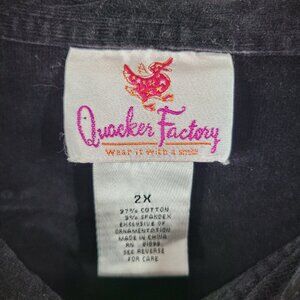 Quacker Factory
Wear it with a smile
2X
97% COTTON
3% SPANDEX
EXCLUSIVE OF
ORNAMENTATION
MADE IN CHINA
SEE REVERSE
FOR CARE